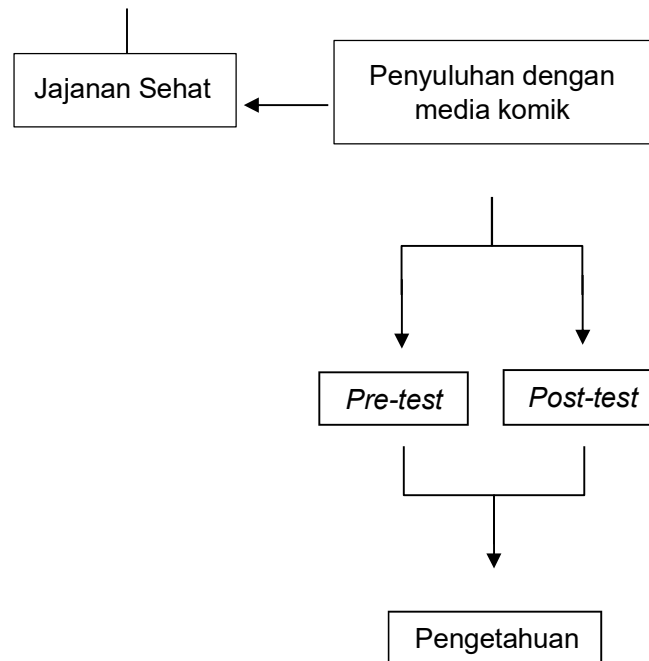 Jajanan Sehat
Penyuluhan dengan
media komik
Pre-test
Post-test
Pengetahuan